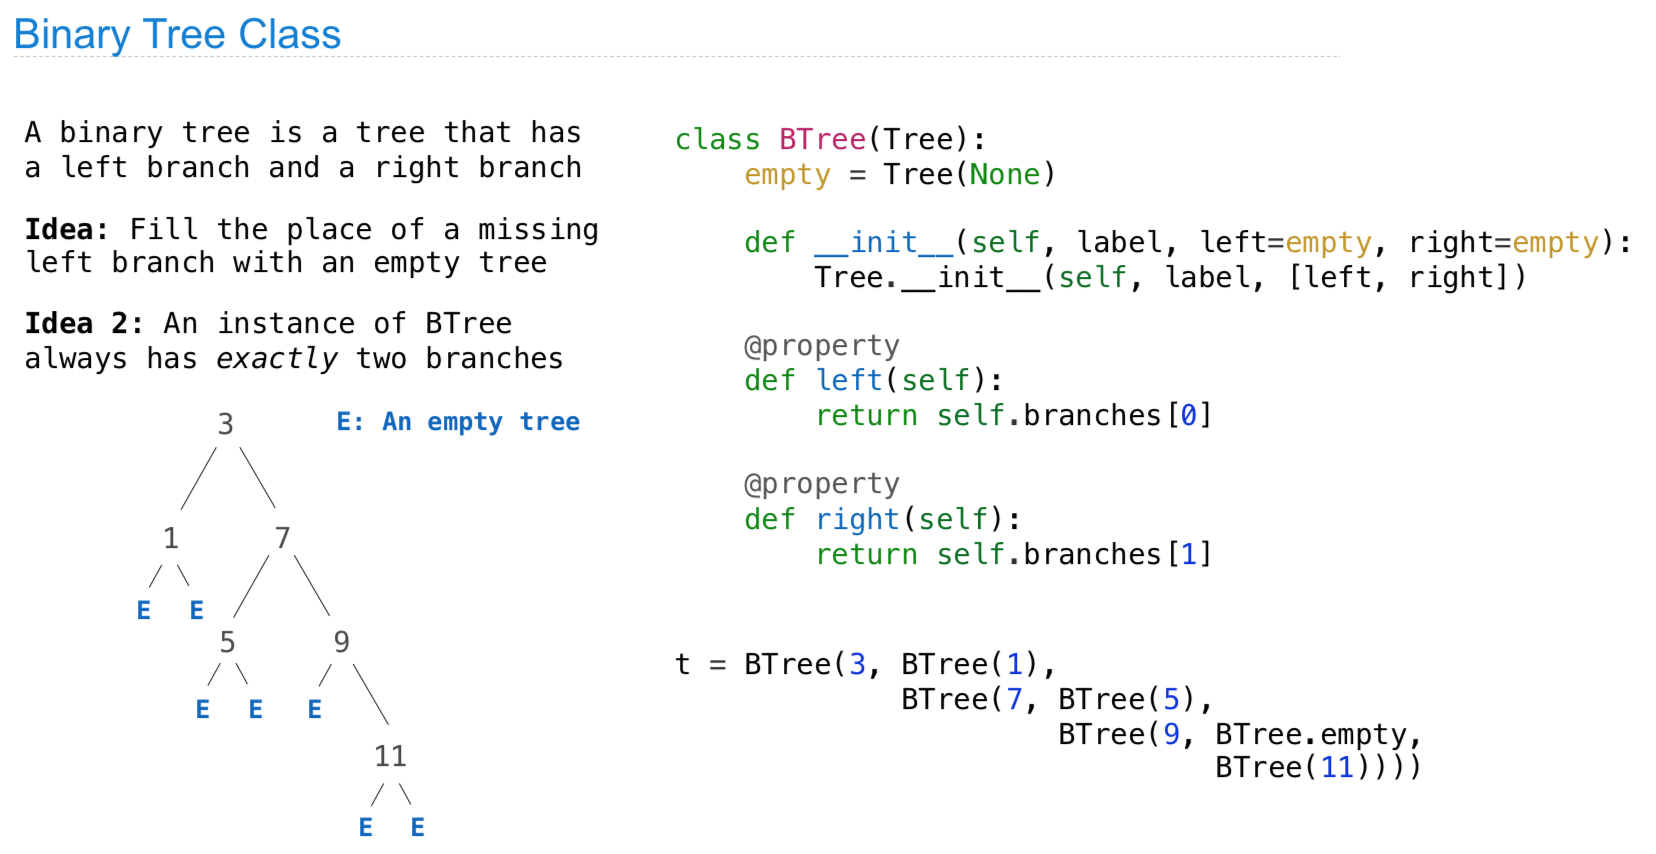 Binary Tree Class
A binary tree is a tree that has
a left branch and a right branch
Idea: Fill the place of a missing
left branch with an empty tree
Idea 2: An instance of BTree
always has exactly two branches
E: An empty tree
3
1 7
E E
5 9
E E E
11
E E
class BTree(Tree):
    empty = Tree(None)
    def __init__(self, label, left=empty, right=empty):
        Tree.__init__(self, label, [left, right])
    @property
    def left(self):
        return self.branches[0]
    @property
    def right(self):
        return self.branches[1]
t = BTree(3, BTree(1),
             BTree(7, BTree(5),
                      BTree(9, BTree.empty,
                               BTree(11))))